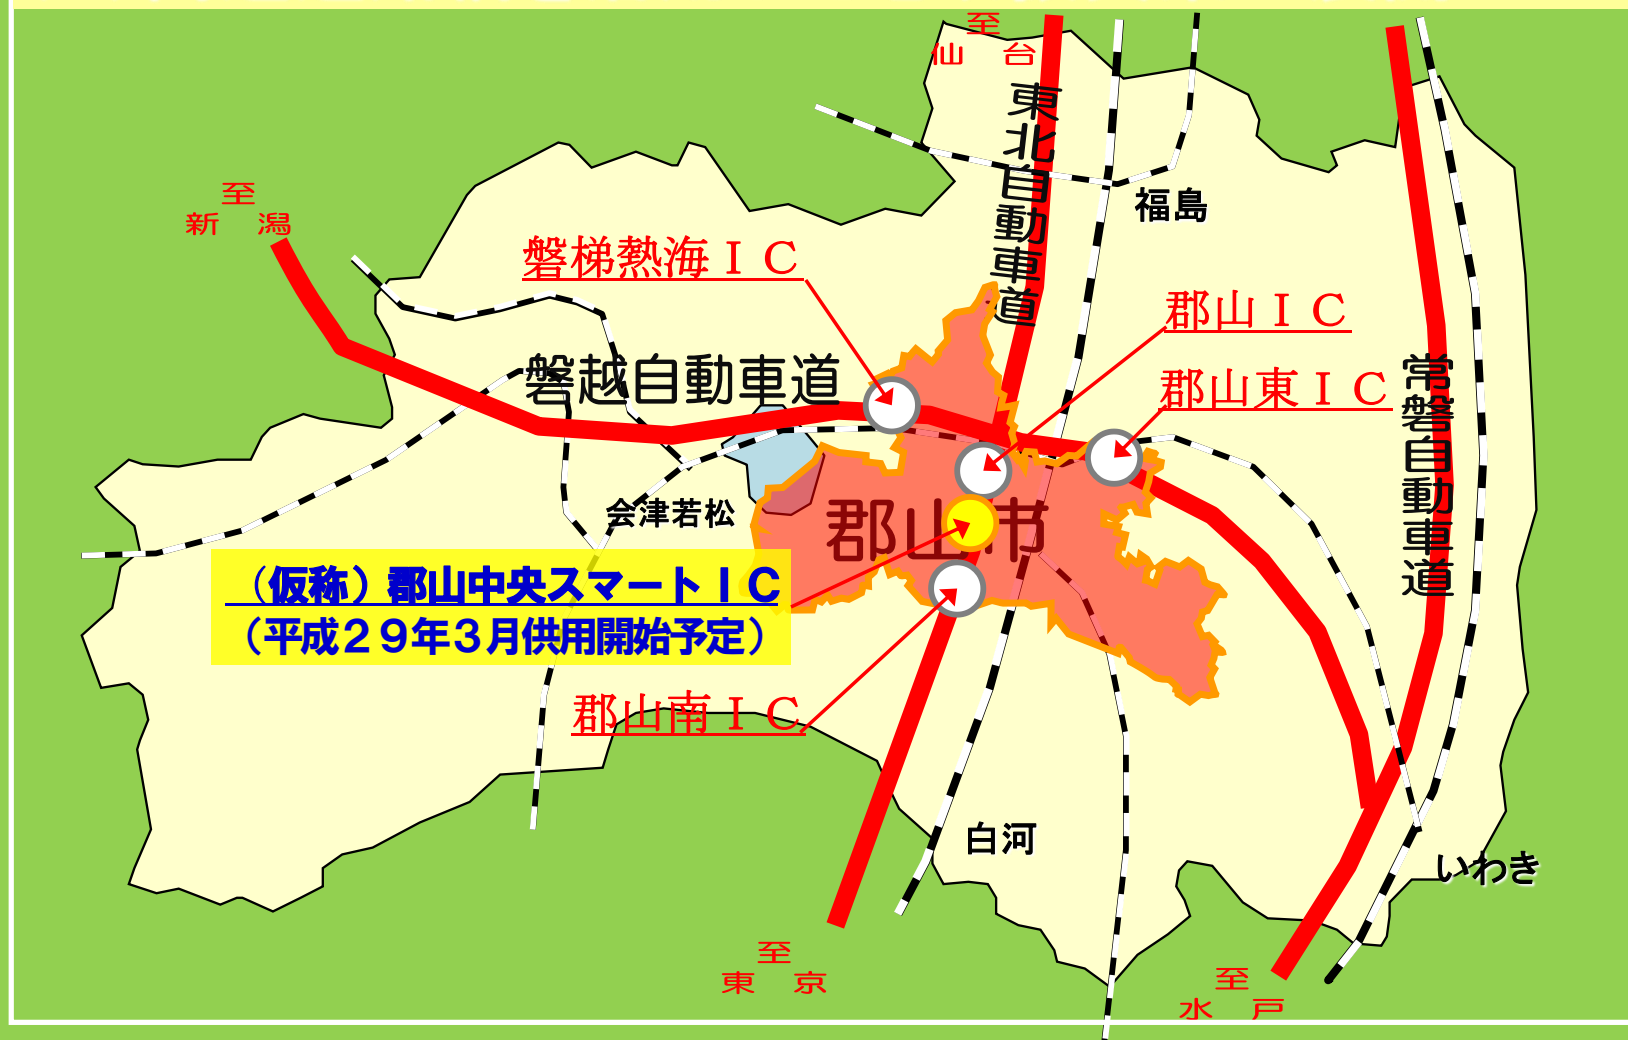 至
仙　台
東北自動車道
至
新　潟
福島
磐梯熱海ＩＣ
郡山ＩＣ
磐越自動車道
郡山東ＩＣ
常磐自動車道
会津若松
郡山市
（仮称）郡山中央スマートＩＣ
（平成２９年３月供用開始予定）
郡山南ＩＣ
白河
いわき
至
東　京
至
水　戸